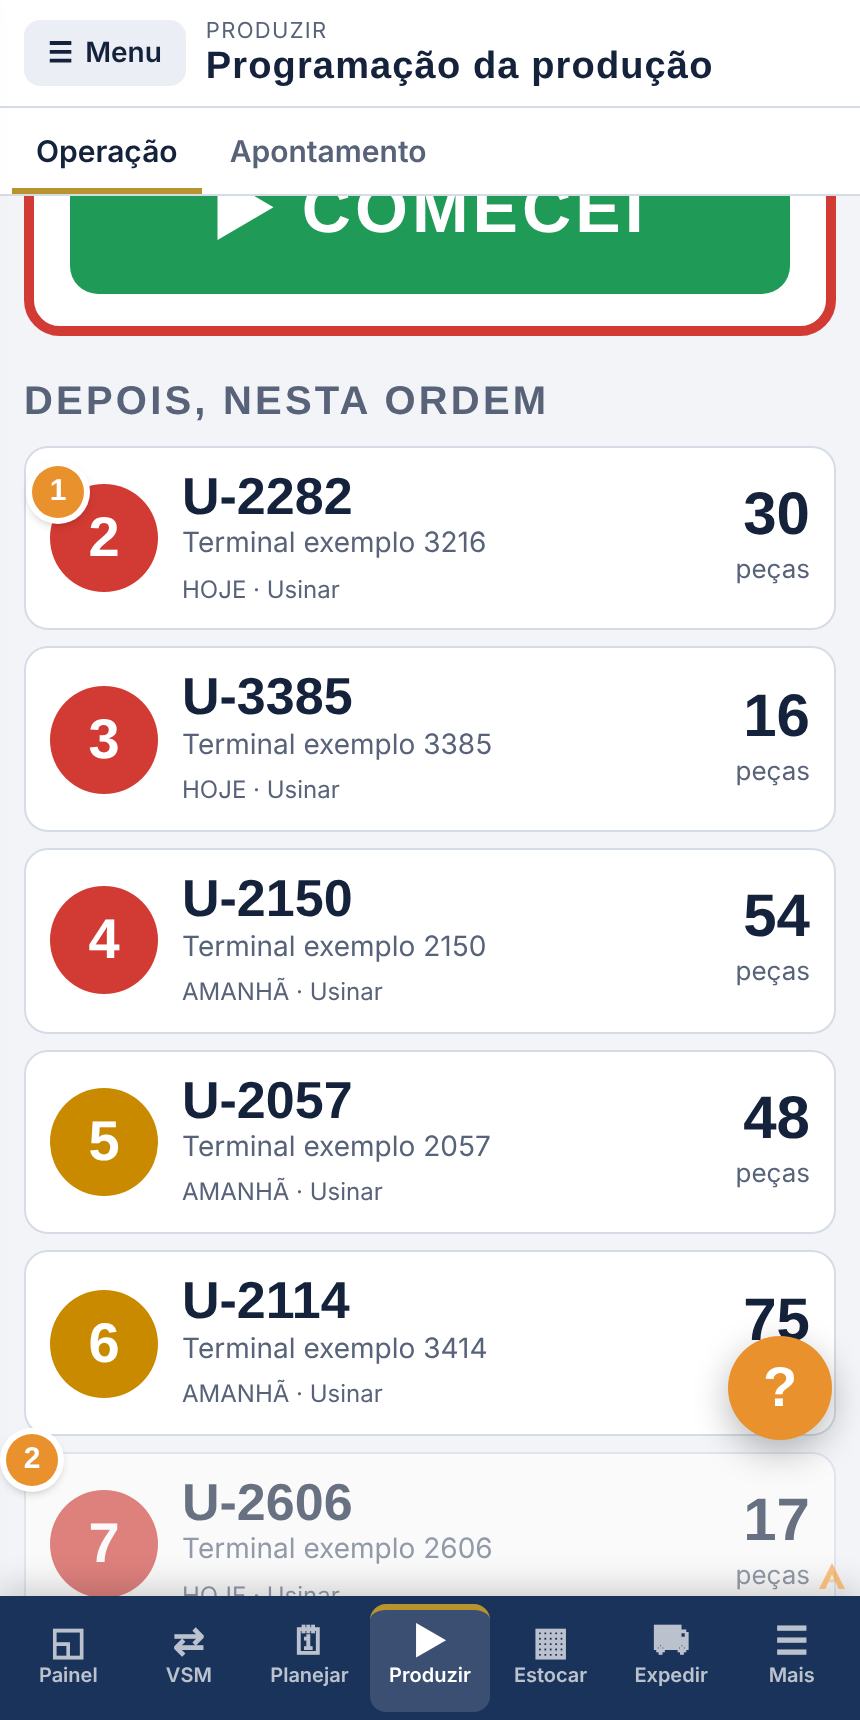 ☰ Menu
PRODUZIR
Programação da produção
Operação
Apontamento
▶ COMECEI
DEPOIS, NESTA ORDEM
1
2
U-2282
Terminal exemplo 3216
HOJE · Usinar
30
peças
3
U-3385
Terminal exemplo 3385
HOJE · Usinar
16
peças
4
U-2150
Terminal exemplo 2150
AMANHÃ · Usinar
54
peças
5
U-2057
Terminal exemplo 2057
AMANHÃ · Usinar
48
peças
6
U-2114
Terminal exemplo 3414
AMANHÃ · Usinar
75
?
2
7
U-2606
Terminal exemplo 2606
HOJE · Usinar
17
peças
Painel
VSM
Planejar
Produzir
Estocar
Expedir
Mais